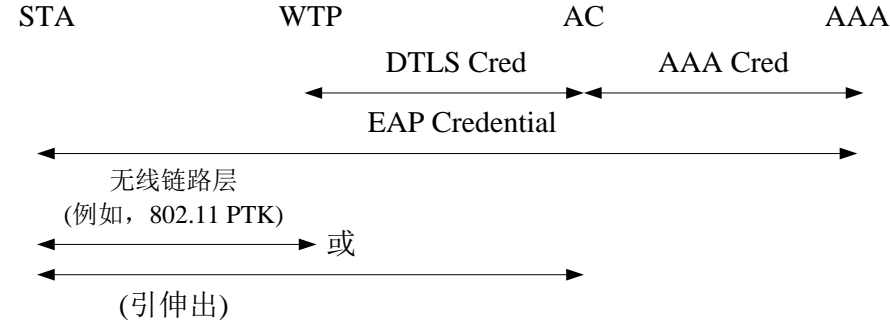 STA WTP AC AAA
DTLS Cred AAA Cred
EAP Credential
无线链路层
(例如，802.11 PTK)
或
(引伸出)